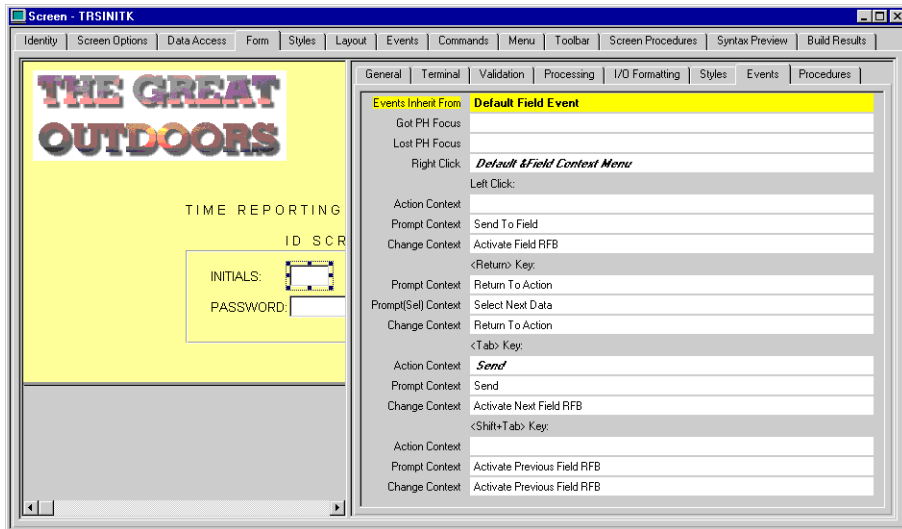 Screen - TRSINITK
Identity Screen Options Data Access Form Styles Layout Events Commands Menu Toolbar Screen Procedures Syntax Preview Build Results
THE GREAT
OUTDOORS
TIME REPORTING
ID SCR
INITIALS:
PASSWORD:
General Terminal Validation Processing I/O Formatting Styles Events Procedures
Events Inherit From Default Field Event
Got PH Focus
Lost PH Focus
Right Click Default &Field Context Menu
Left Click:
Action Context
Prompt Context Send To Field
Change Context Activate Field RFB
<Return> Key:
Prompt Context Return To Action
Prompt(Sel) Context Select Next Data
Change Context Return To Action
<Tab> Key:
Action Context Send
Prompt Context Send
Change Context Activate Next Field RFB
<Shift+Tab> Key:
Action Context
Prompt Context Activate Previous Field RFB
Change Context Activate Previous Field RFB